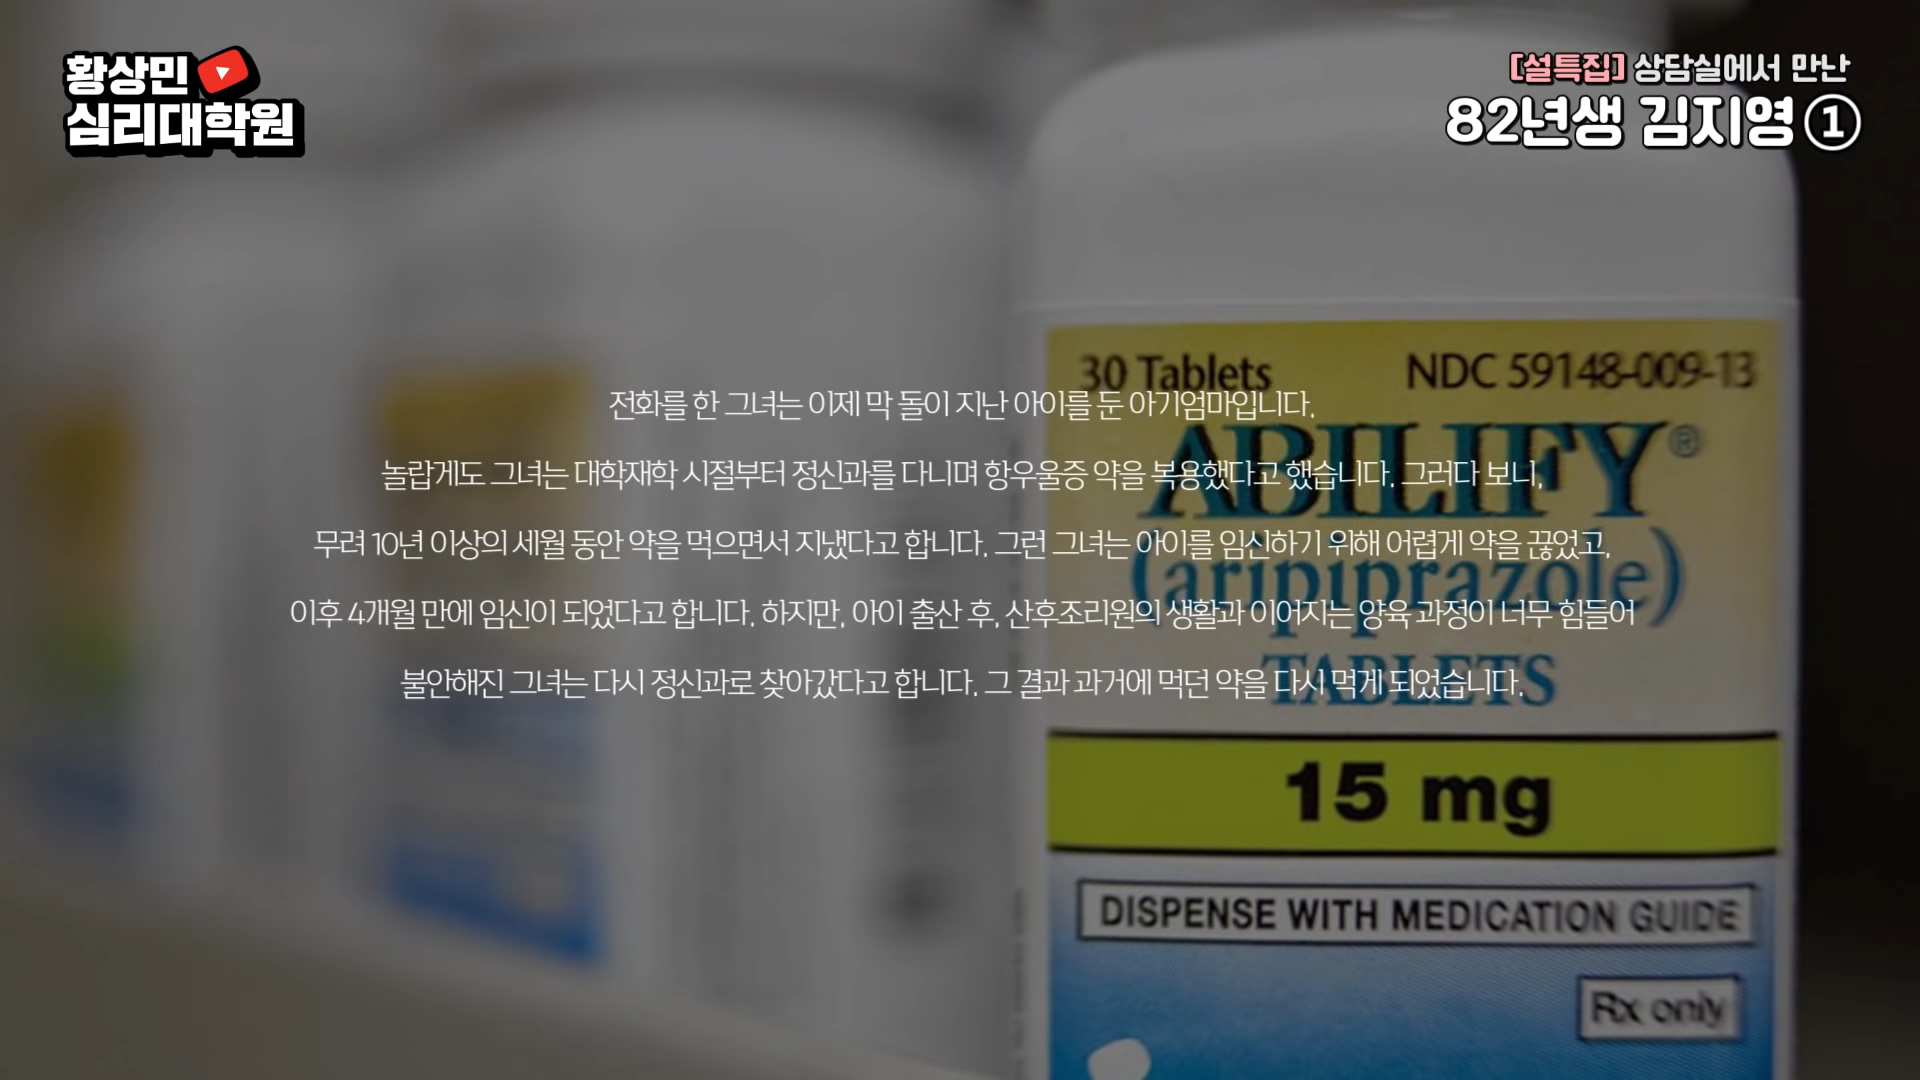 황상민
심리대학원
[설특집] 상담실에서 만난
82년생 김지영 ①
30 Tablets NDC 59148-009-13
전화를 한 그녀는 이제 막 돌이 지난 아이를 둔 아기엄마입니다.
ABILIFY®
놀랍게도 그녀는 대학재학 시절부터 정신과를 다니며 항우울증 약을 복용했다고 했습니다. 그러다 보니,
무려 10년 이상의 세월 동안 약을 먹으면서 지냈다고 합니다. 그런 그녀는 아이를 임신하기 위해 어렵게 약을 끊었고,
(aripiprazole)
이후 4개월 만에 임신이 되었다고 합니다. 하지만, 아이 출산 후, 산후조리원의 생활과 이어지는 양육 과정이 너무 힘들어
TABLETS
불안해진 그녀는 다시 정신과로 찾아갔다고 합니다. 그 결과 과거에 먹던 약을 다시 먹게 되었습니다.
15 mg
DISPENSE WITH MEDICATION GUIDE
Rx only